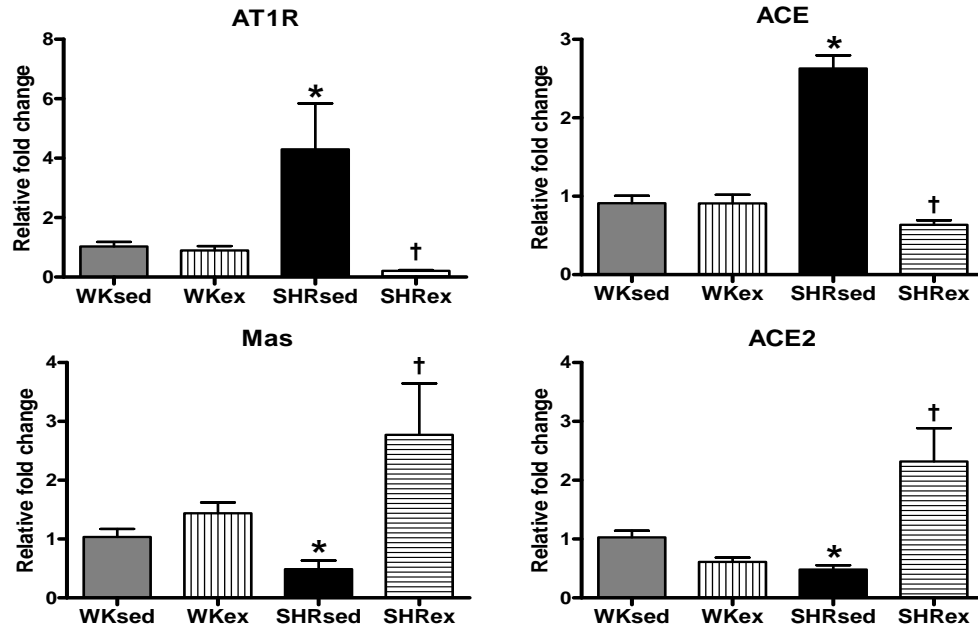 AT1R
Relative fold change
8
6
4
2
0
*
†
WKsed WKex SHRsed SHRex
ACE
Relative fold change
3
2
1
0
*
†
WKsed WKex SHRsed SHRex
Mas
Relative fold change
4
3
2
1
0
*
†
WKsed WKex SHRsed SHRex
ACE2
Relative fold change
4
3
2
1
0
*
†
WKsed WKex SHRsed SHRex